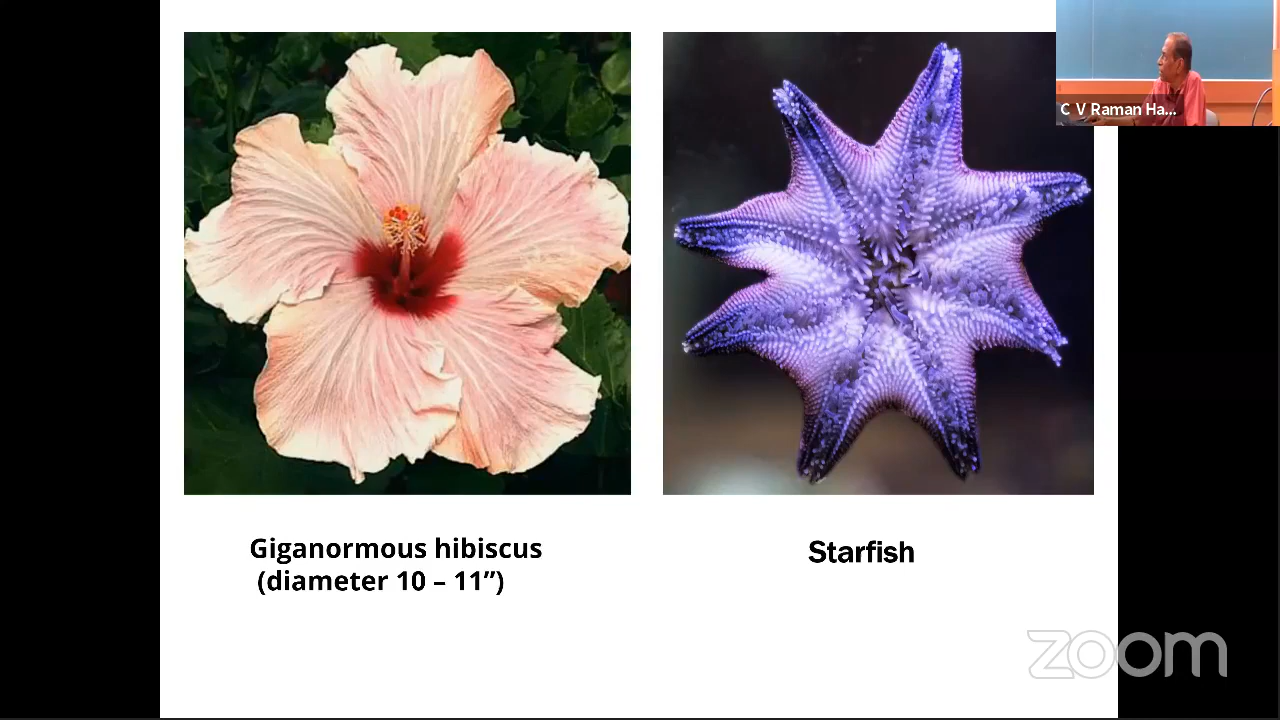 C V Raman Ha...
Giganormous hibiscus
(diameter 10 – 11”)
Starfish
zoom